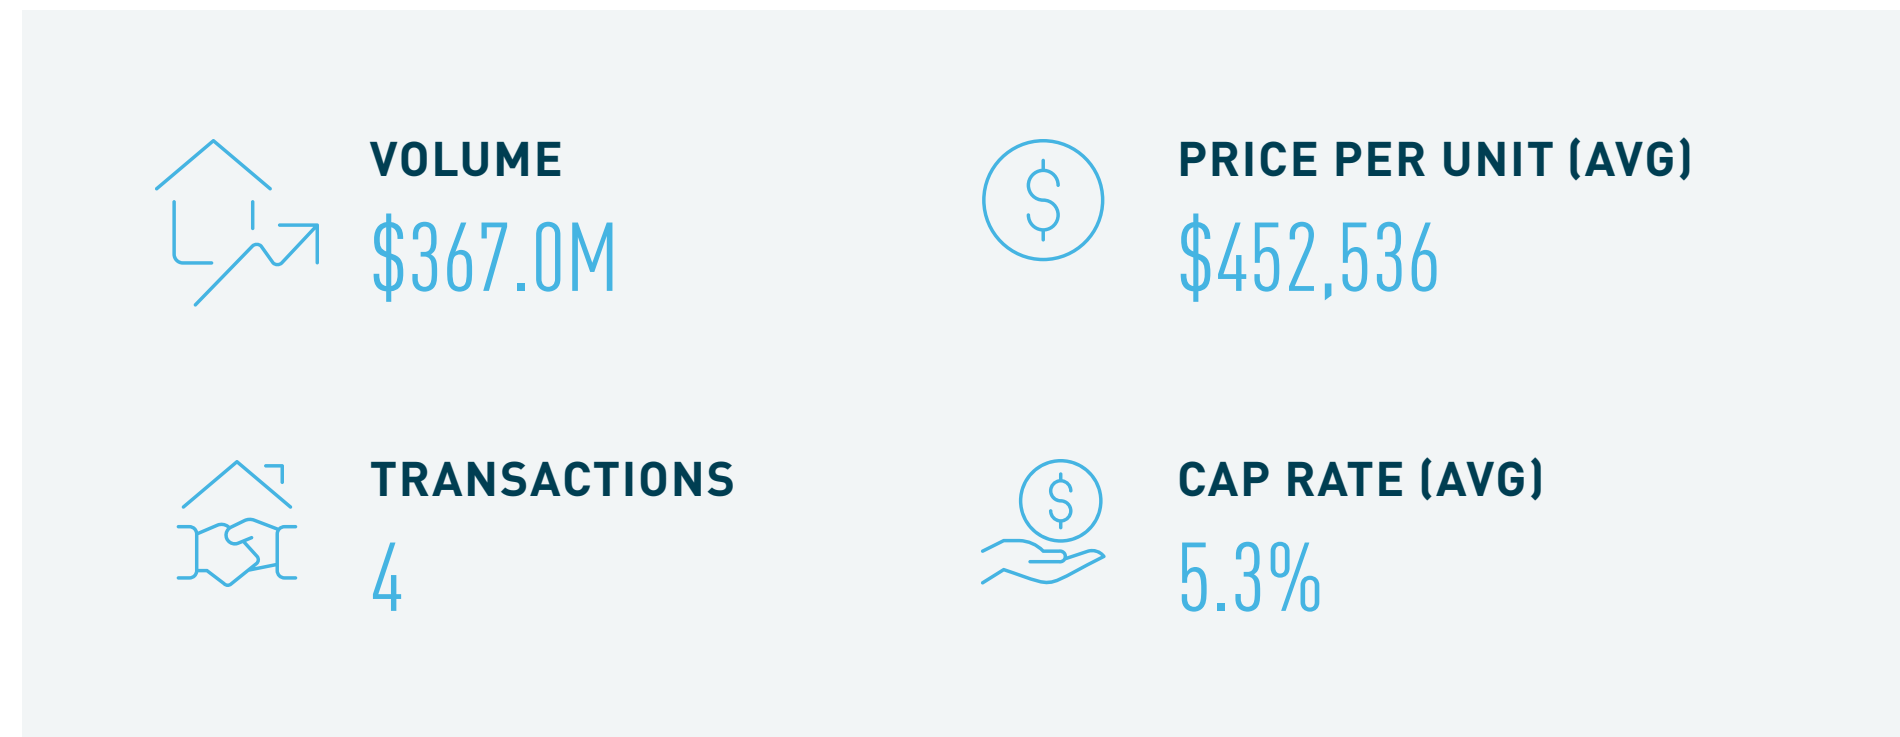 VOLUME
$367.0M
PRICE PER UNIT (AVG)
$452,536
TRANSACTIONS
4
CAP RATE (AVG)
5.3%